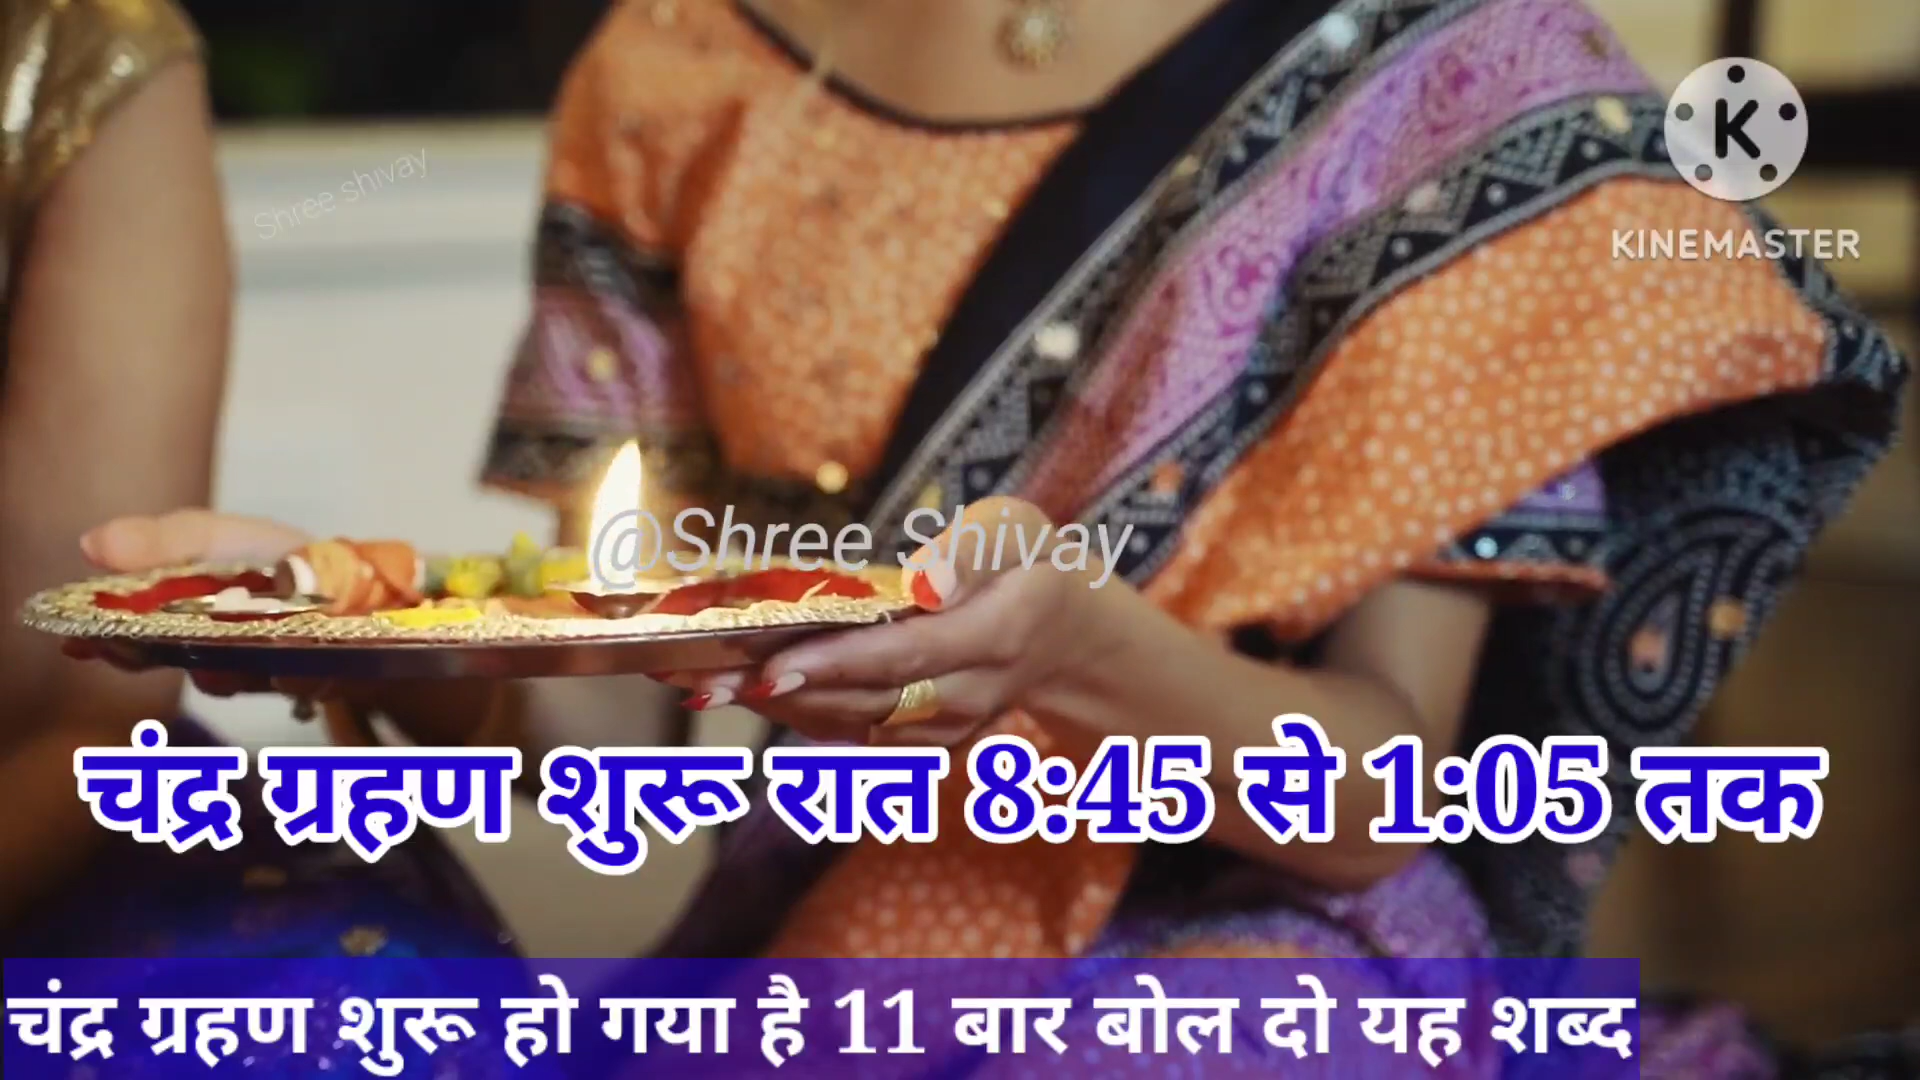 Shree shivay
K
KINEMASTER
@Shree Shivay
चंद्र ग्रहण शुरू रात 8:45 से 1:05 तक
चंद्र ग्रहण शुरू हो गया है 11 बार बोल दो यह शब्द